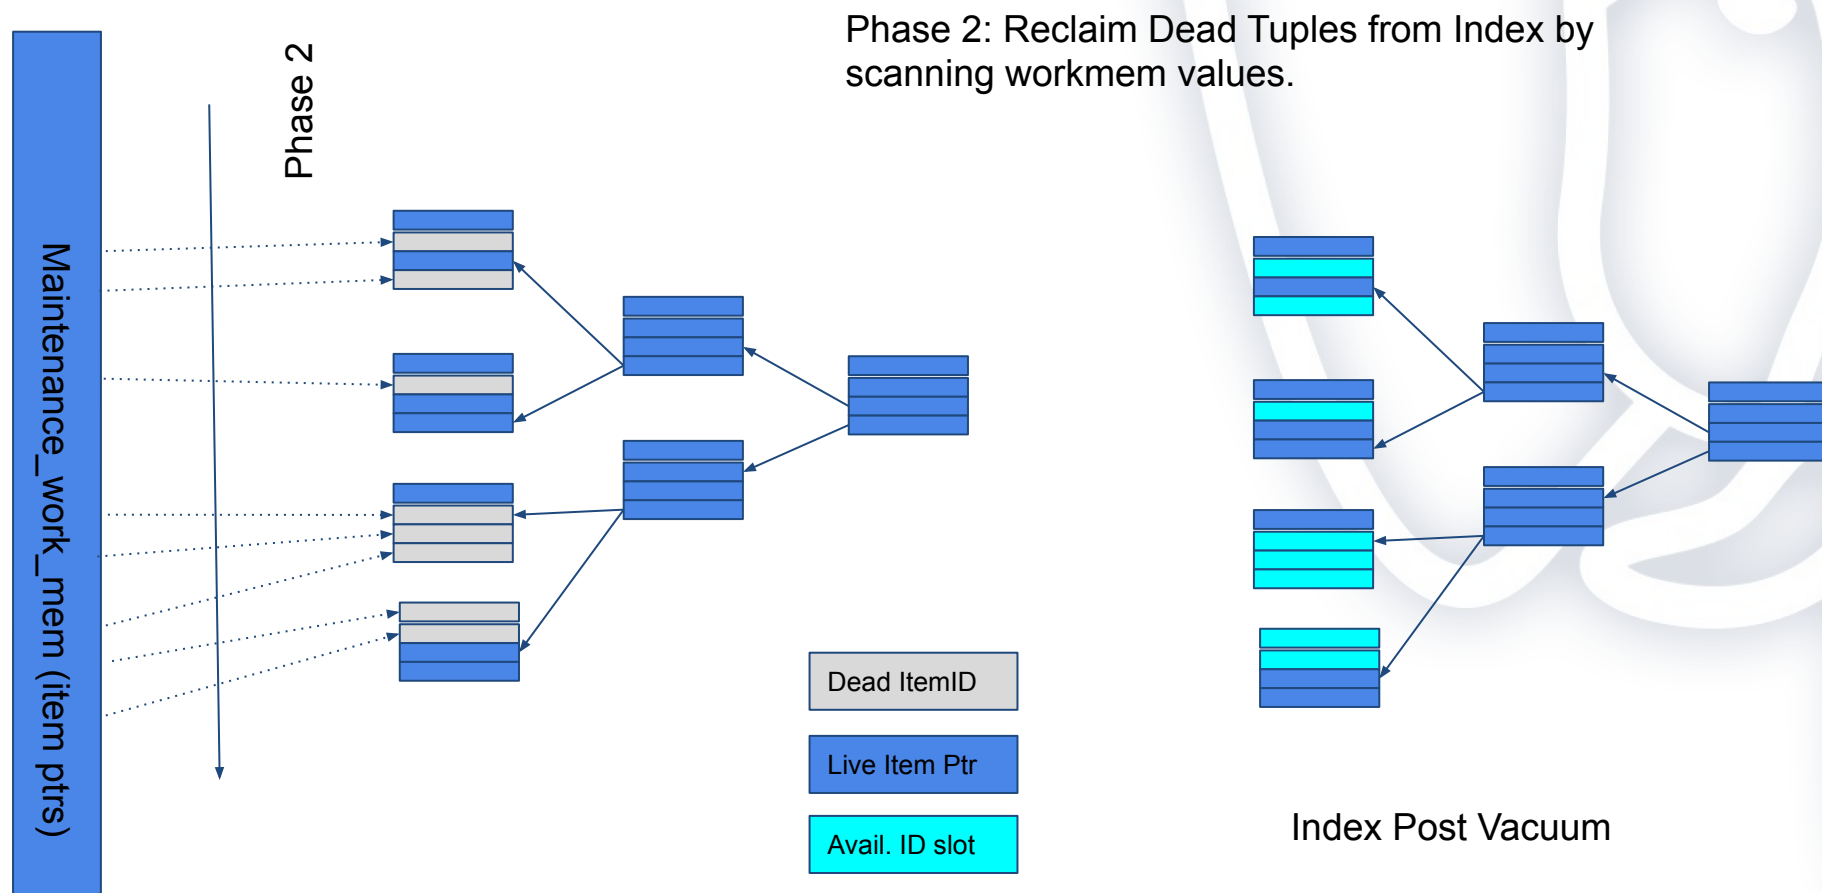 Phase 2: Reclaim Dead Tuples from Index by
scanning workmem values.
Phase 2
Maintenance_work_mem (item ptrs)
Dead ItemID
Live Item Ptr
Avail. ID slot
Index Post Vacuum